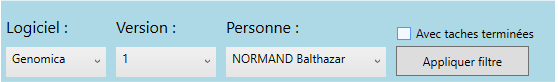 Logiciel : Version : Personne :
Avec taches terminées
Genomica 1 NORMAND Balthazar Appliquer filtre